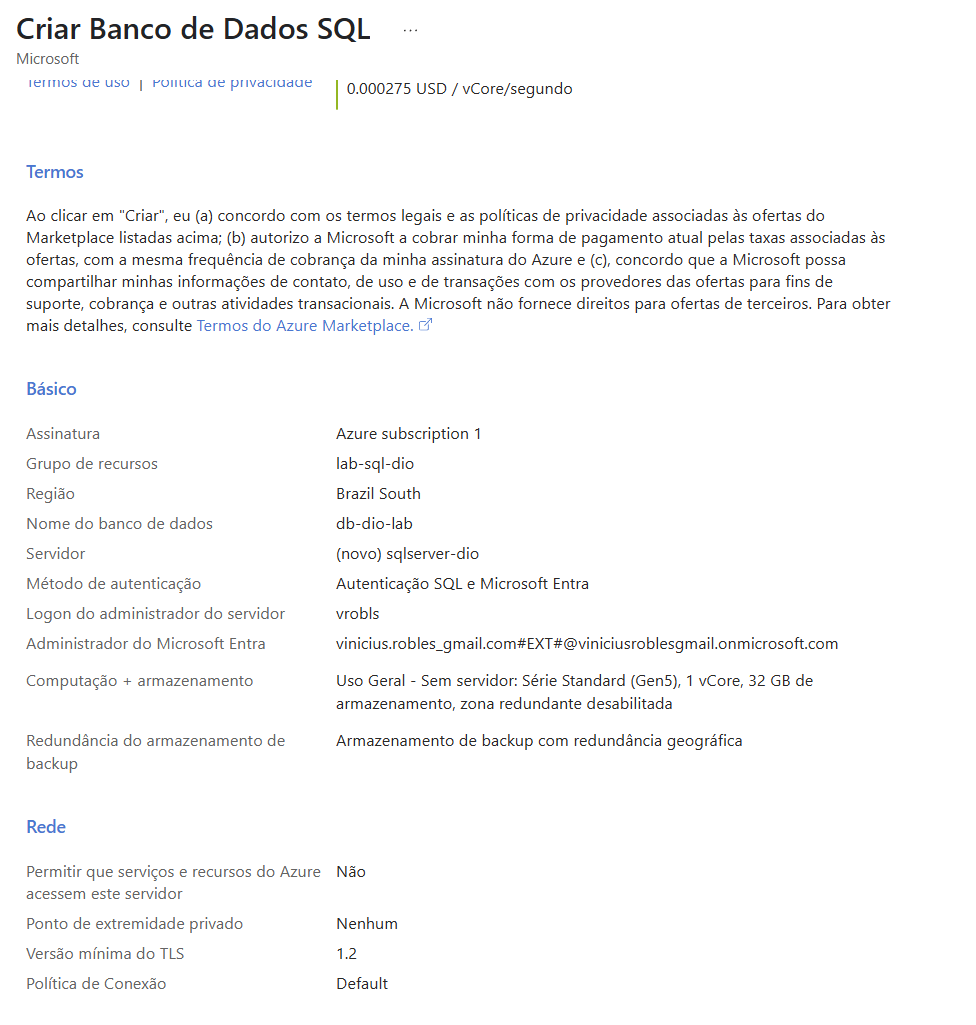 Criar Banco de Dados SQL ...
Microsoft
Termos de uso | Política de privacidade
0.000275 USD / vCore/segundo
Termos
Ao clicar em "Criar", eu (a) concordo com os termos legais e as políticas de privacidade associadas às ofertas do
Marketplace listadas acima; (b) autorizo a Microsoft a cobrar minha forma de pagamento atual pelas taxas associadas às
ofertas, com a mesma frequência de cobrança da minha assinatura do Azure e (c), concordo que a Microsoft possa
compartilhar minhas informações de contato, de uso e de transações com os provedores das ofertas para fins de
suporte, cobrança e outras atividades transacionais. A Microsoft não fornece direitos para ofertas de terceiros. Para obter
mais detalhes, consulte Termos do Azure Marketplace.
Básico
Assinatura Azure subscription 1
Grupo de recursos lab-sql-dio
Região Brazil South
Nome do banco de dados db-dio-lab
Servidor (novo) sqlserver-dio
Método de autenticação Autenticação SQL e Microsoft Entra
Logon do administrador do servidor vrobls
Administrador do Microsoft Entra vinicius.robles_gmail.com#EXT#@viniciusroblesgmail.onmicrosoft.com
Computação + armazenamento Uso Geral - Sem servidor: Série Standard (Gen5), 1 vCore, 32 GB de
armazenamento, zona redundante desabilitada
Redundância do armazenamento de Armazenamento de backup com redundância geográfica
backup
Rede
Permitir que serviços e recursos do Azure Não
acessem este servidor
Ponto de extremidade privado Nenhum
Versão mínima do TLS 1.2
Política de Conexão Default